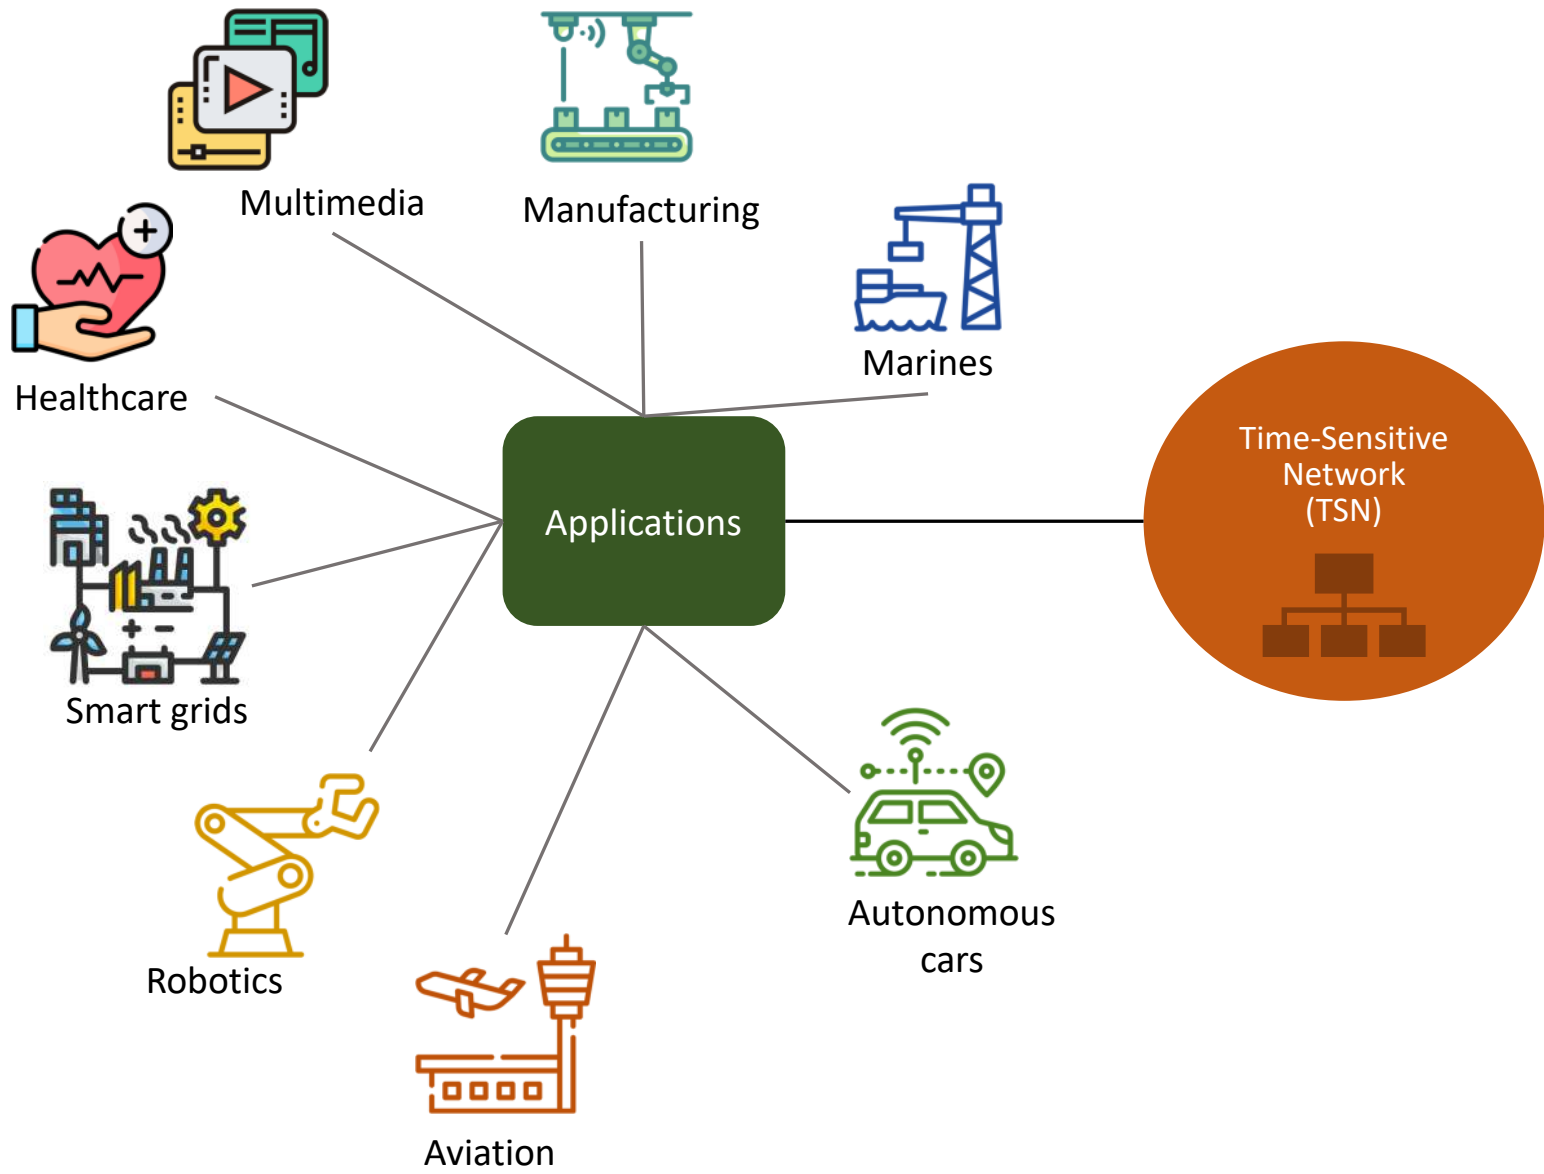 Multimedia
Manufacturing
Marines
Healthcare
Time-Sensitive
Network
(TSN)
Applications
Smart grids
Autonomous
cars
Robotics
Aviation